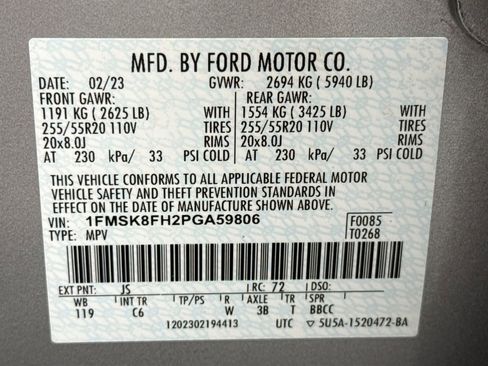 MFD. BY FORD MOTOR CO.
DATE: 02/23 GVWR: 2694 KG ( 5940 LB)
FRONT GAWR: REAR GAWR:
1191 KG ( 2625 LB) WITH 1554 KG ( 3425 LB) WITH
255/55R20 110V TIRES 255/55R20 110V TIRES
20x8.0J RIMS 20x8.0J RIMS
AT 230 kPa/ 33 PSI COLD AT 230 kPa/ 33 PSI COLD
THIS VEHICLE CONFORMS TO ALL APPLICABLE FEDERAL MOTOR
VEHICLE SAFETY AND THEFT PREVENTION STANDARDS IN
EFFECT ON THE DATE OF MANUFACTURE SHOWN ABOVE.
VIN: 1FMSK8FH2PGA59806 F0085
TYPE: MPV T0268
EXT PNT: JS RC: 72 DSO:
WB INT TR TP/PS R AXLE TR SPR
119 C6 W 3B T BBCC
1202302194413 UTC ▽ 5U5A-1520472-BA